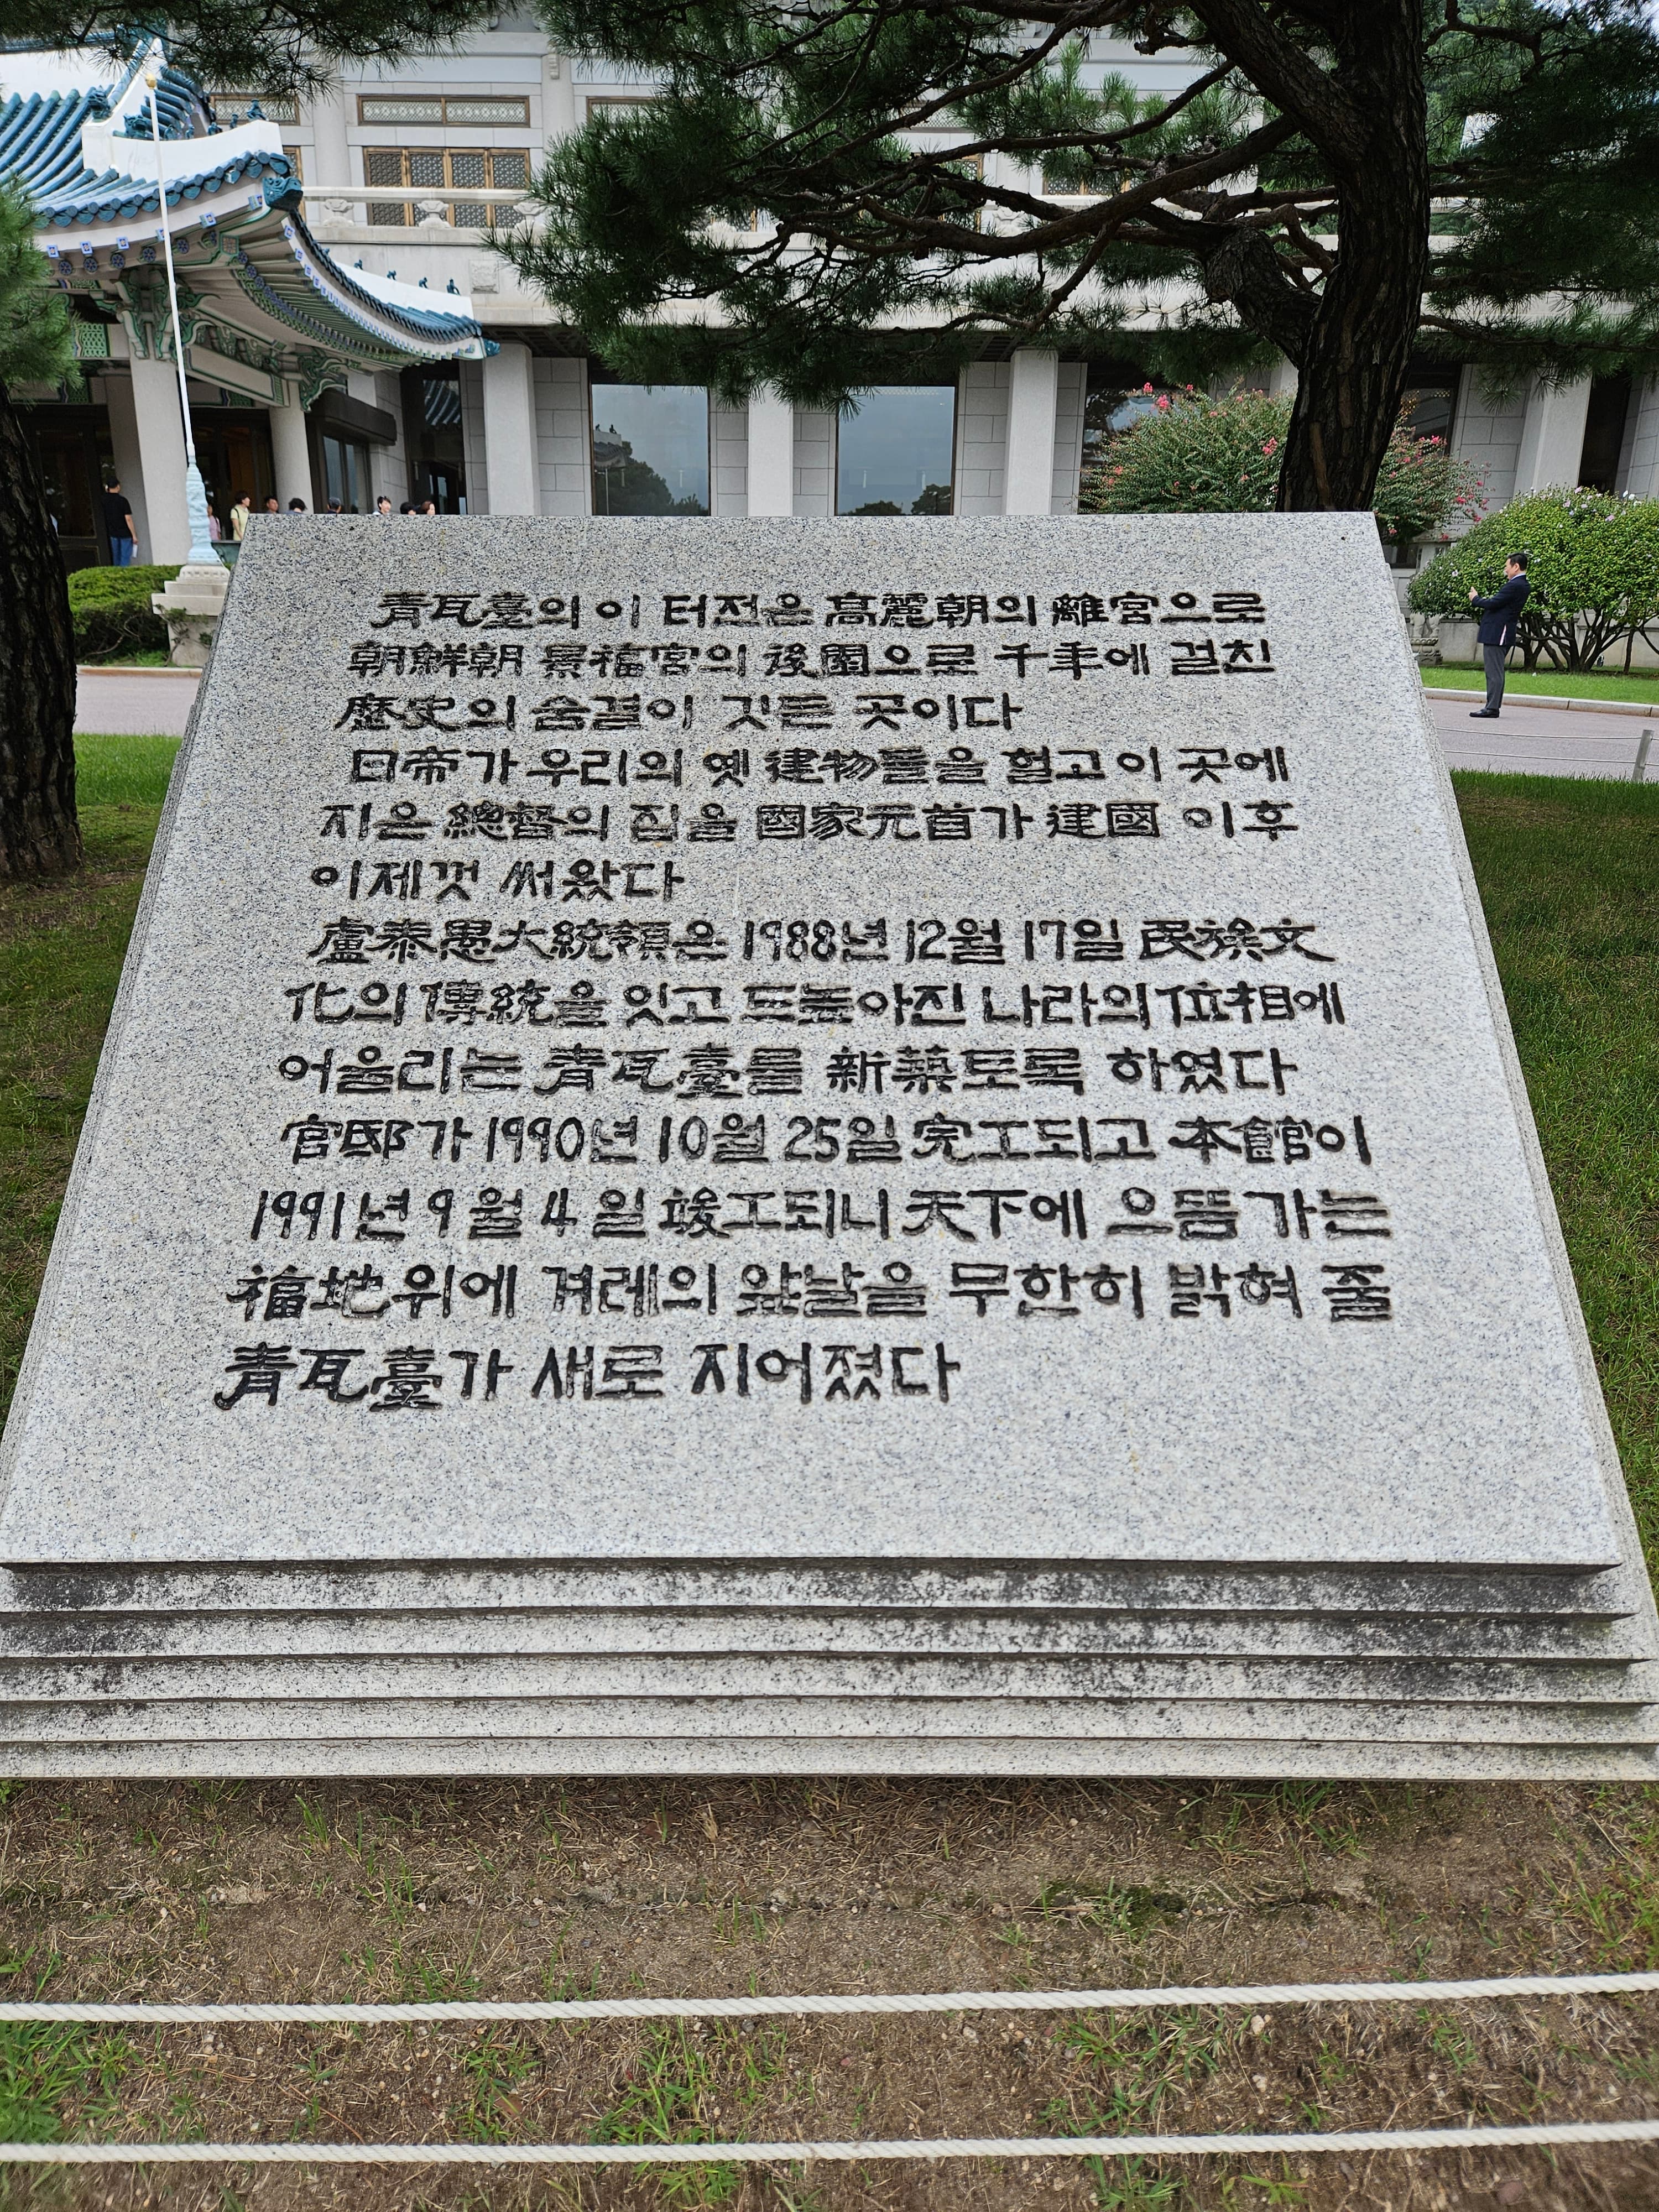 靑瓦臺의 이 터전은 高麗朝의 離宮으로
朝鮮朝 景福宮의 後園으로 千年에 걸친
歷史의 숨결이 깃든 곳이다
日帝가 우리의 옛 建物들을 헐고 이 곳에
지은 總督의 집을 國家元首가 建國 이후
이제껏 써왔다
盧泰愚大統領은 1988년 12월 17일 民族文
化의 傳統을 잇고 드높아진 나라의 位相에
어울리는 靑瓦臺를 新築토록 하였다
官邸가 1990년 10월 25일 完工되고 本館이
1991년 9월 4일 竣工되니 天下에 으뜸가는
福地위에 겨레의 앞날을 무한히 밝혀 줄
靑瓦臺가 새로 지어졌다